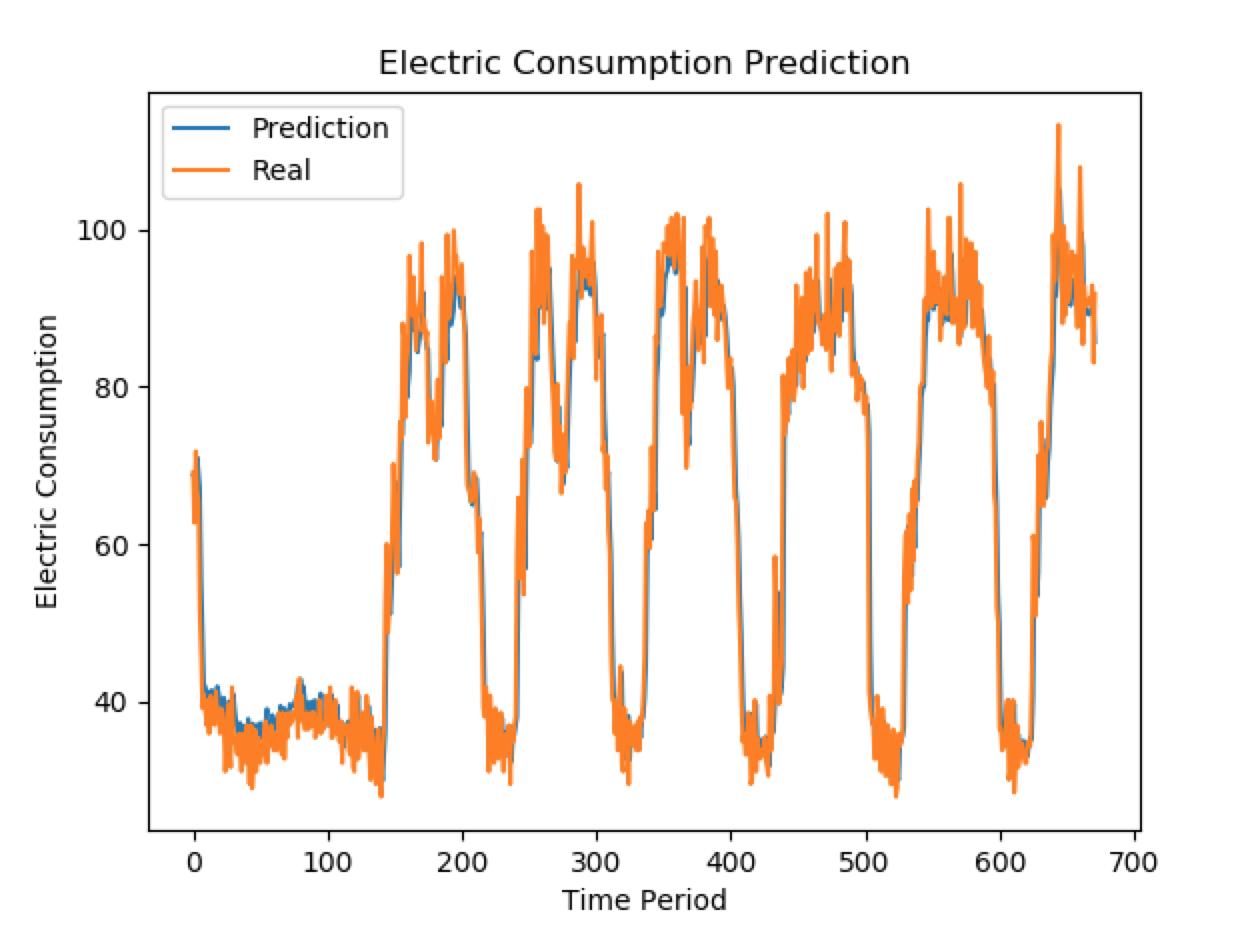 Electric Consumption Prediction
Prediction
Real
Electric Consumption
100
80
60
40
0 100 200 300 400 500 600 700
Time Period